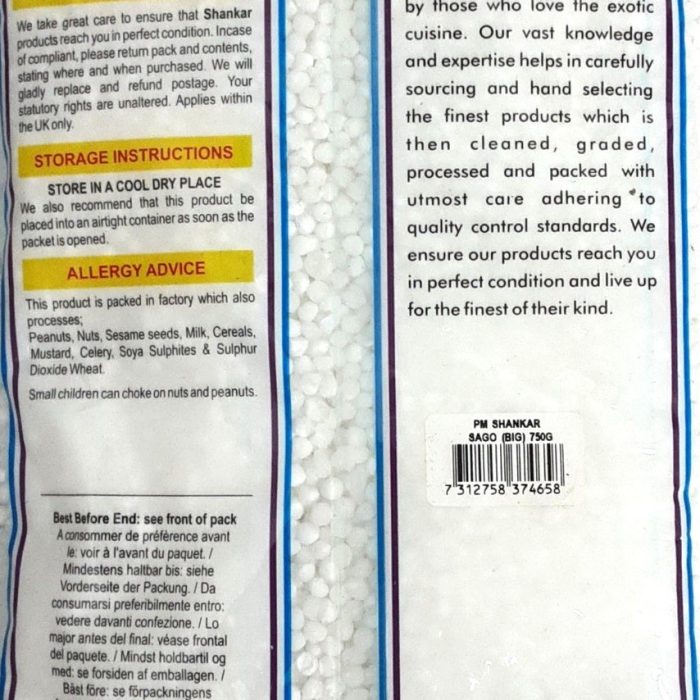 We take great care to ensure that Shankar
products reach you in perfect condition. Incase
of compliant, please return pack and contents,
stating where and when purchased. We will
gladly replace and refund postage. Your
statutory rights are unaltered. Applies within
the UK only.
STORAGE INSTRUCTIONS
STORE IN A COOL DRY PLACE
We also recommend that this product be
placed into an airtight container as soon as the
packet is opened.
ALLERGY ADVICE
This product is packed in factory which also
processes;
Peanuts, Nuts, Sesame seeds, Milk, Cereals,
Mustard, Celery, Soya Sulphites & Sulphur
Dioxide Wheat.
Small children can choke on nuts and peanuts.
Best Before End: see front of pack
A consommer de préférence avant
le: voir à l'avant du paquet. /
Mindestens haltbar bis: siehe
Vorderseite der Packung. / Da
consumarsi preferibilmente entro:
vedere davanti confezione. / Lo
major antes del final: véase frontal
del paquete. / Mindst holdbartil og
med: se forsiden af emballagen. /
Bäst före: se förpackningens
by those who love the exotic
cuisine. Our vast knowledge
and expertise helps in carefully
sourcing and hand selecting
the finest products which is
then cleaned, graded,
processed and packed with
utmost care adhering to
quality control standards. We
ensure our products reach you
in perfect condition and live up
for the finest of their kind.
PM SHANKAR
SAGO (BIG) 750G
7 312758 374658